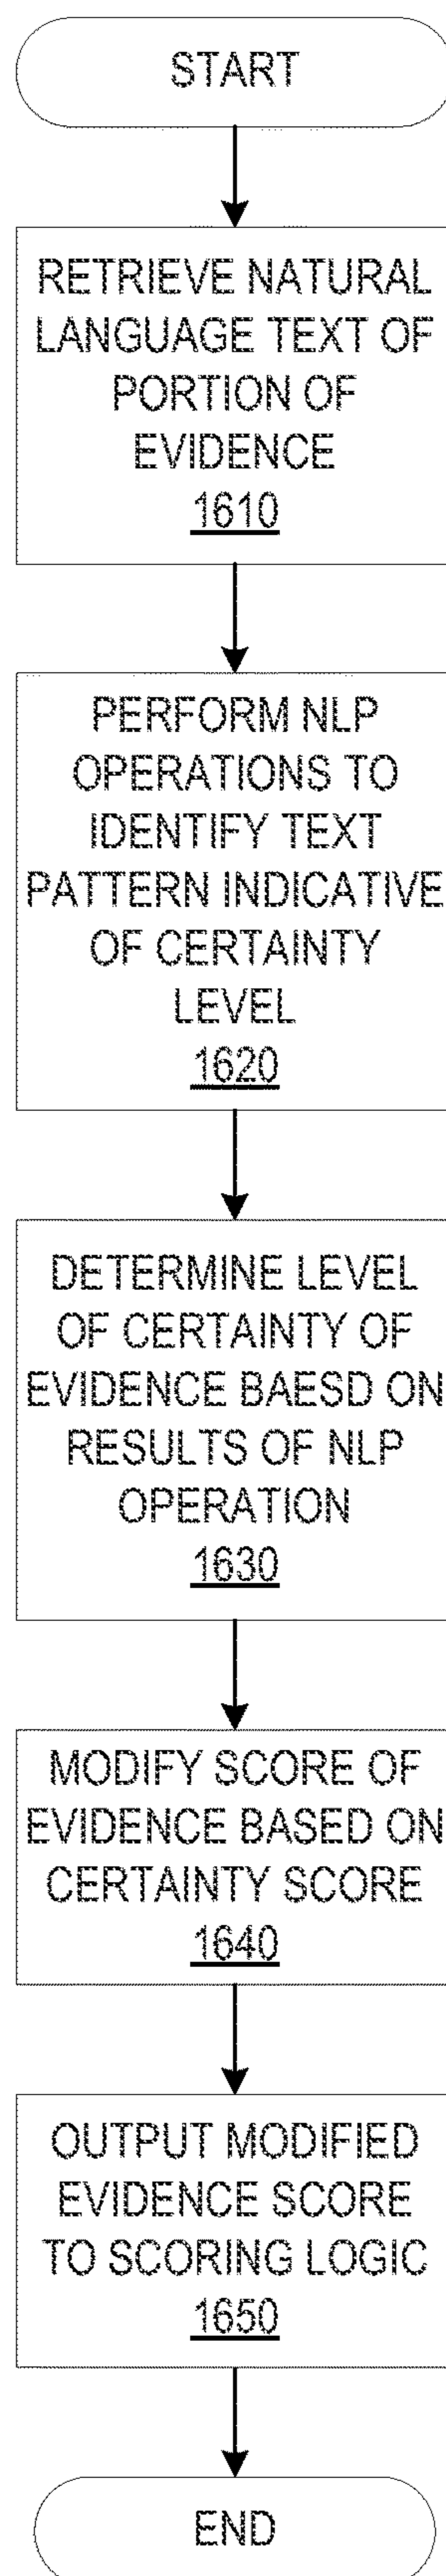 START
RETRIEVE NATURAL
LANGUAGE TEXT OF
PORTION OF
EVIDENCE
1610
PERFORM NLP
OPERATIONS TO
IDENTIFY TEXT
PATTERN INDICATIVE
OF CERTAINTY
LEVEL
1620
DETERMINE LEVEL
OF CERTAINTY OF
EVIDENCE BAESD ON
RESULTS OF NLP
OPERATION
1630
MODIFY SCORE OF
EVIDENCE BASED ON
CERTAINTY SCORE
1640
OUTPUT MODIFIED
EVIDENCE SCORE
TO SCORING LOGIC
1650
END